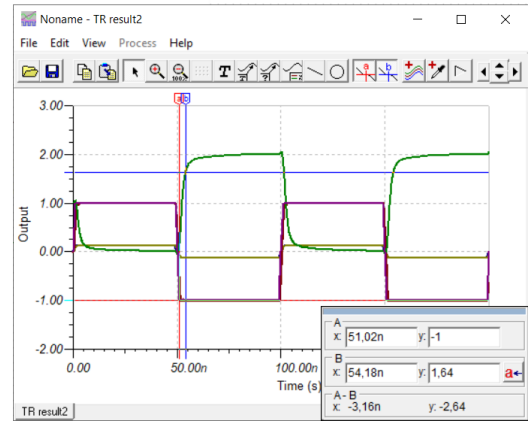 Noname - TR result2
File Edit View Process Help
T
a b
a b
3.00
2.00
1.00
0.00
-1.00
-2.00
Output
0.00 50.00n 100.00n
Time (s)
A
x: 51,02n y: -1
B
x: 54,18n y: 1,64 a
A - B
x: -3,16n y: -2,64
TR result2